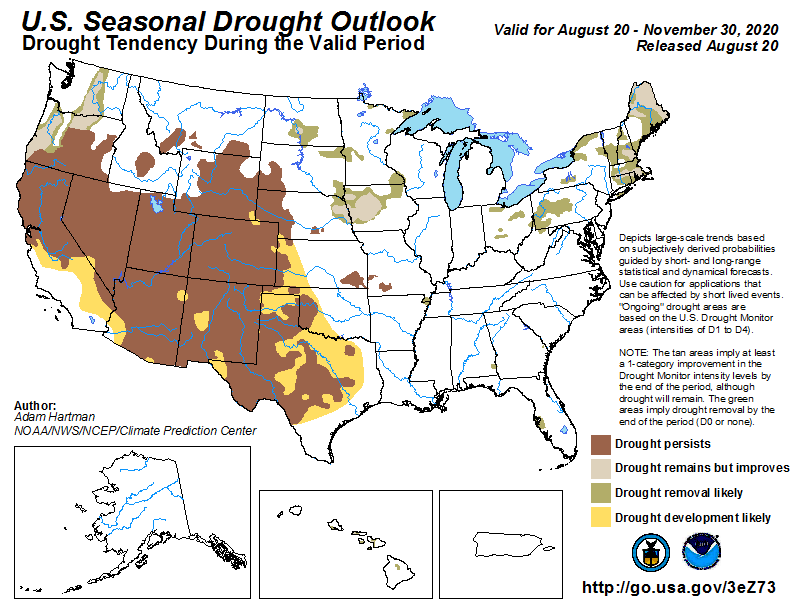 U.S. Seasonal Drought Outlook
Drought Tendency During the Valid Period
Valid for August 20 - November 30, 2020
Released August 20
Depicts large-scale trends based
on subjectively derived probabilities
guided by short- and long-range
statistical and dynamical forecasts.
Use caution for applications that
can be affected by short lived events.
"Ongoing" drought areas are
based on the U.S. Drought Monitor
areas (intensities of D1 to D4).
NOTE: The tan areas imply at least
a 1-category improvement in the
Drought Monitor intensity levels by
the end of the period, although
drought will remain. The green
areas imply drought removal by the
end of the period (D0 or none).
Author:
Adam Hartman
NOAA/NWS/NCEP/Climate Prediction Center
Drought persists
Drought remains but improves
Drought removal likely
Drought development likely
http://go.usa.gov/3eZ73